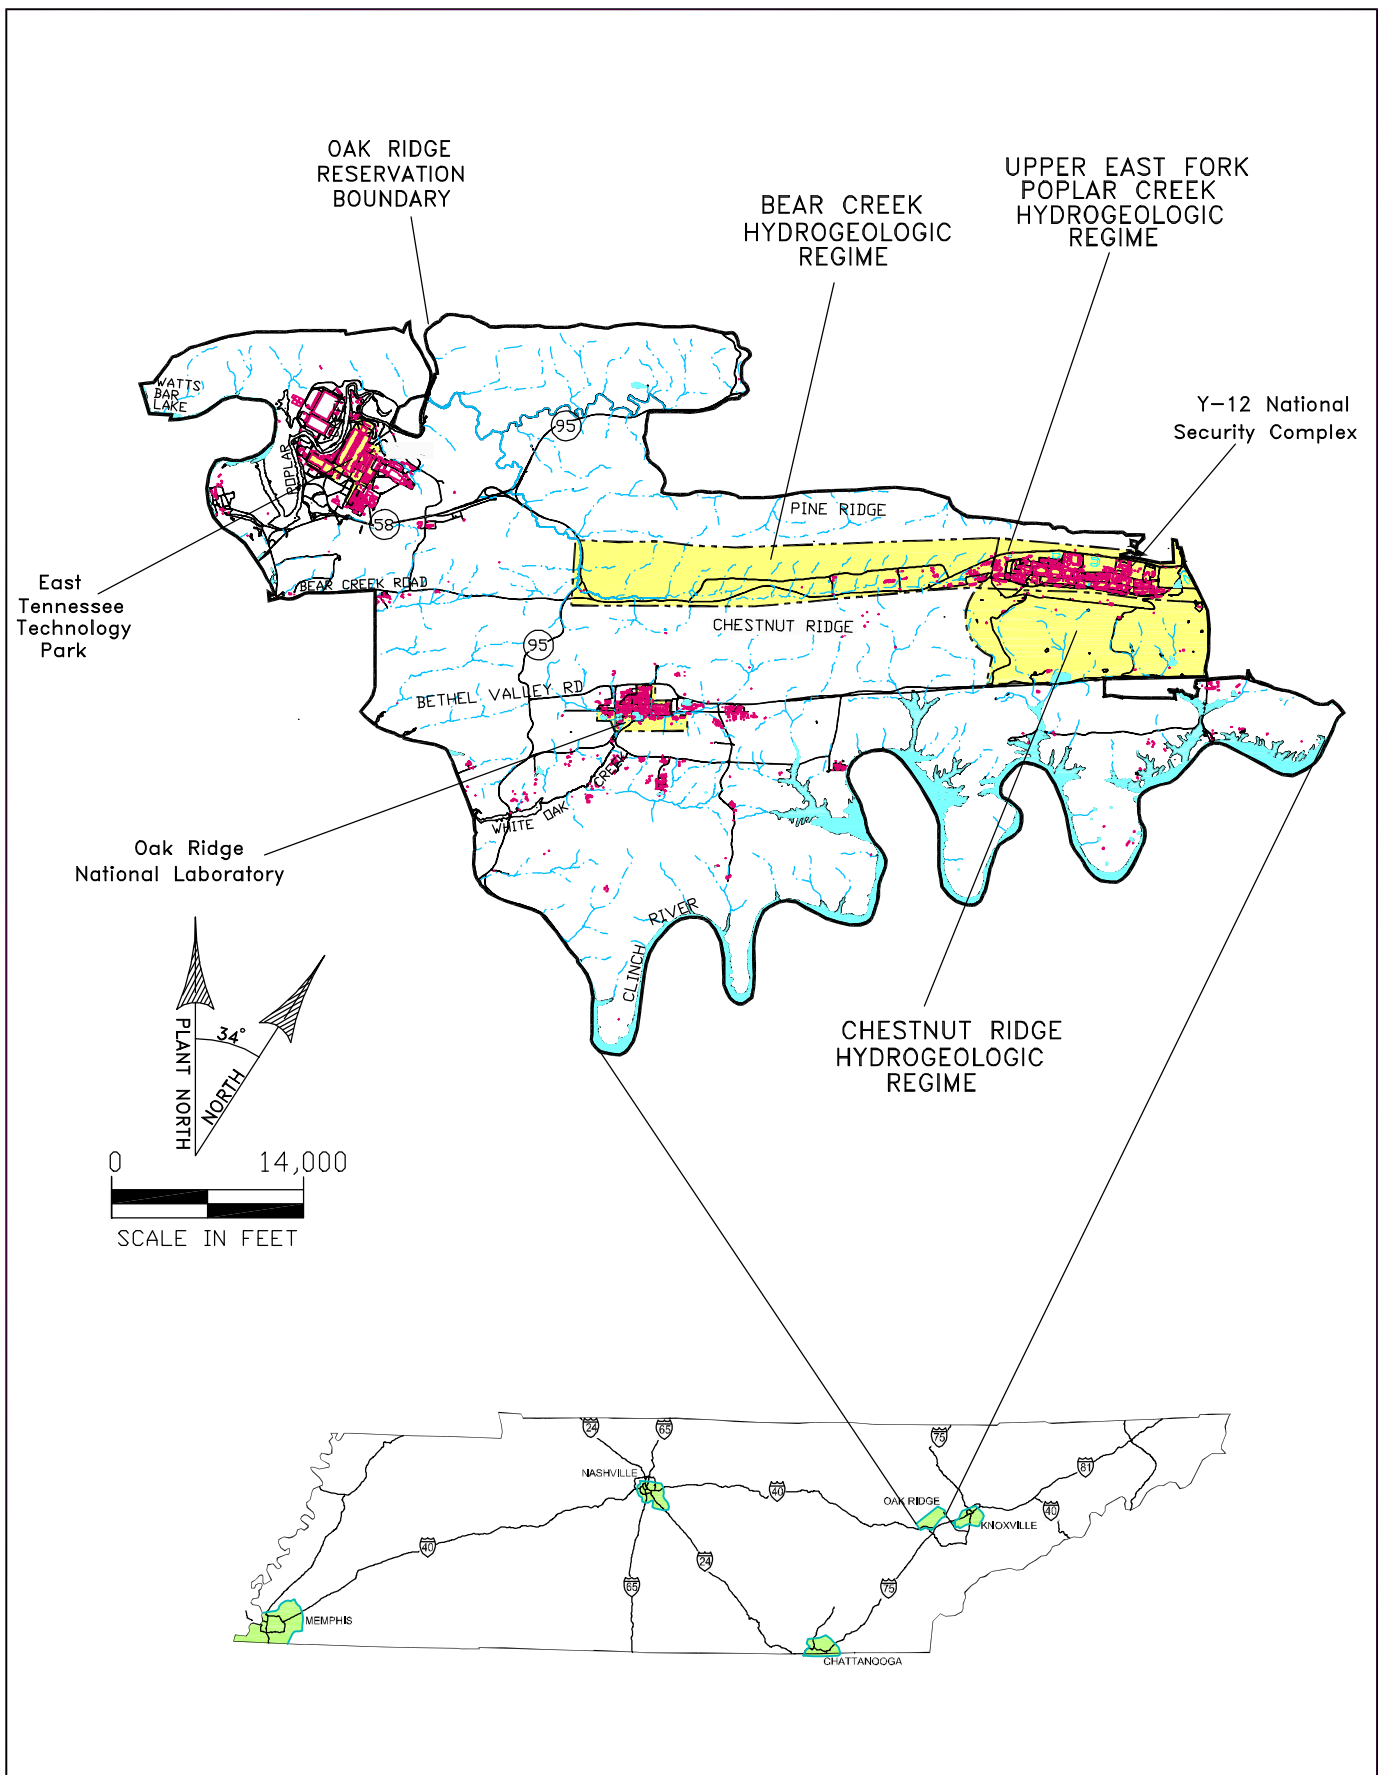 OAK RIDGE
RESERVATION
BOUNDARY
BEAR CREEK
HYDROGEOLOGIC
REGIME
UPPER EAST FORK
POPLAR CREEK
HYDROGEOLOGIC
REGIME
Y-12 National
Security Complex
WATTS
BAR
LAKE
POPLAR
95
58
PINE RIDGE
BEAR CREEK ROAD
East
Tennessee
Technology
Park
CHESTNUT RIDGE
95
BETHEL VALLEY RD
WHITE OAK CREEK
Oak Ridge
National Laboratory
CLINCH RIVER
CHESTNUT RIDGE
HYDROGEOLOGIC
REGIME
PLANT NORTH
34°
NORTH
0 14,000
SCALE IN FEET
24
65
75
81
NASHVILLE
40
OAK RIDGE
KNOXVILLE
40
40
24
65
75
MEMPHIS
CHATTANOOGA